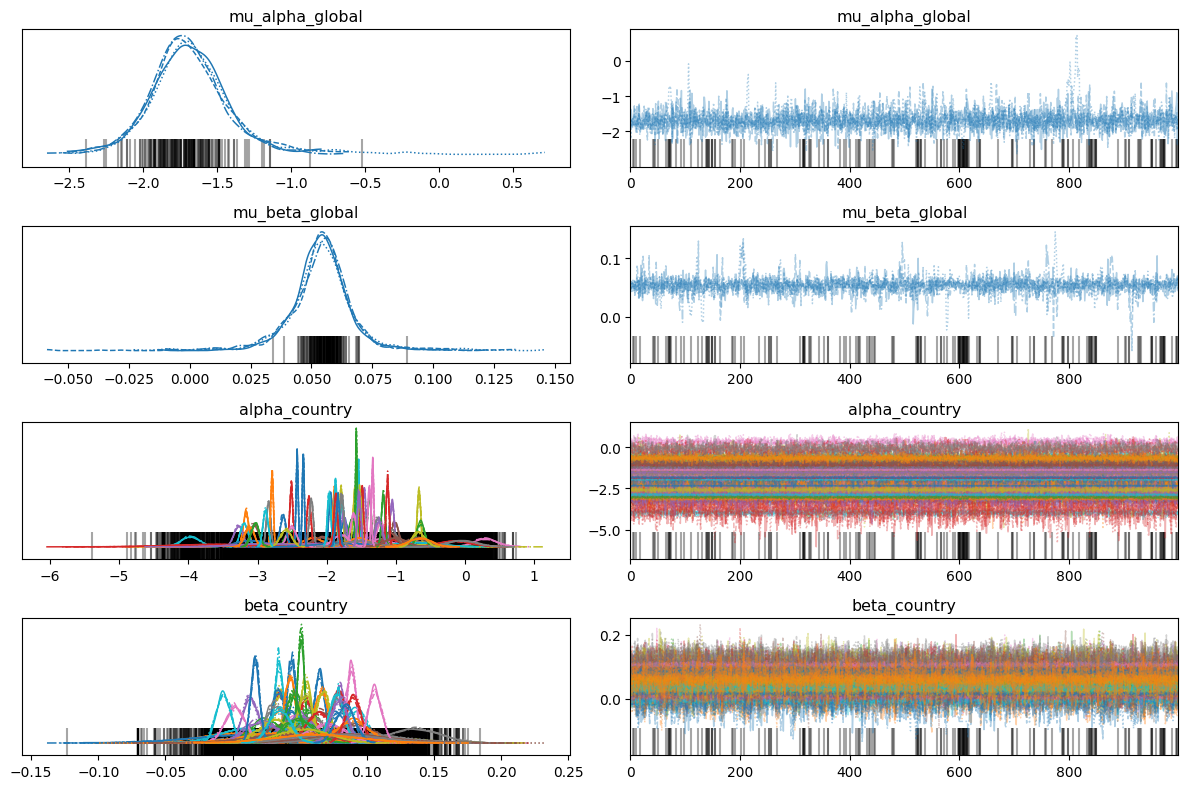 mu_alpha_global
mu_alpha_global
0
−1
−2
−2.5 −2.0 −1.5 −1.0 −0.5 0.0 0.5
0 200 400 600 800
mu_beta_global
mu_beta_global
0.1
0.0
−0.050 −0.025 0.000 0.025 0.050 0.075 0.100 0.125 0.150
0 200 400 600 800
alpha_country
alpha_country
0.0
−2.5
−5.0
−6 −5 −4 −3 −2 −1 0 1
0 200 400 600 800
beta_country
beta_country
0.2
0.0
−0.15 −0.10 −0.05 0.00 0.05 0.10 0.15 0.20 0.25
0 200 400 600 800